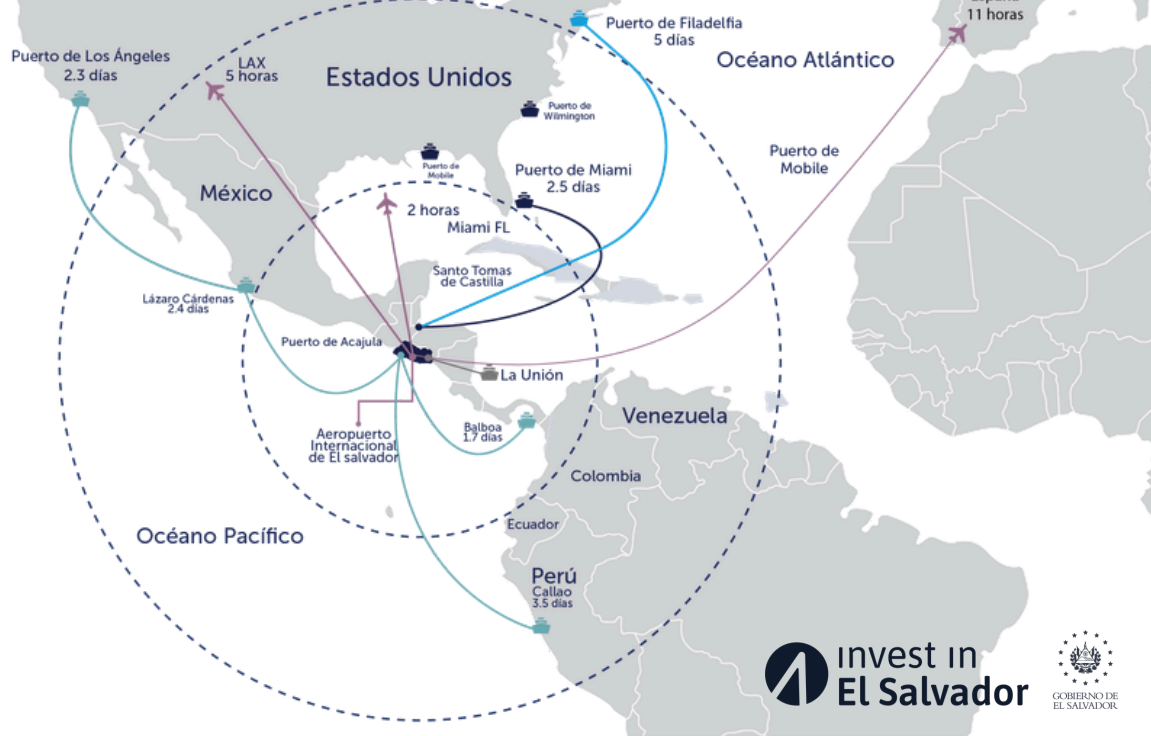 España
11 horas
Puerto de Filadelfia
5 días
Océano Atlántico
Puerto de Los Ángeles
2.3 días
LAX
5 horas
Estados Unidos
Puerto de
Wilmington
Puerto de
Mobile
Puerto de
Mobile
Puerto de Miami
2.5 días
México
2 horas
Miami FL
Santo Tomas
de Castilla
Lázaro Cárdenas
2.4 días
Puerto de Acajula
La Unión
Aeropuerto
Internacional
de El salvador
Balboa
1.7 días
Venezuela
Colombia
Ecuador
Océano Pacífico
Perú
Callao
3.5 días
invest in
El Salvador
GOBIERNO DE
EL SALVADOR